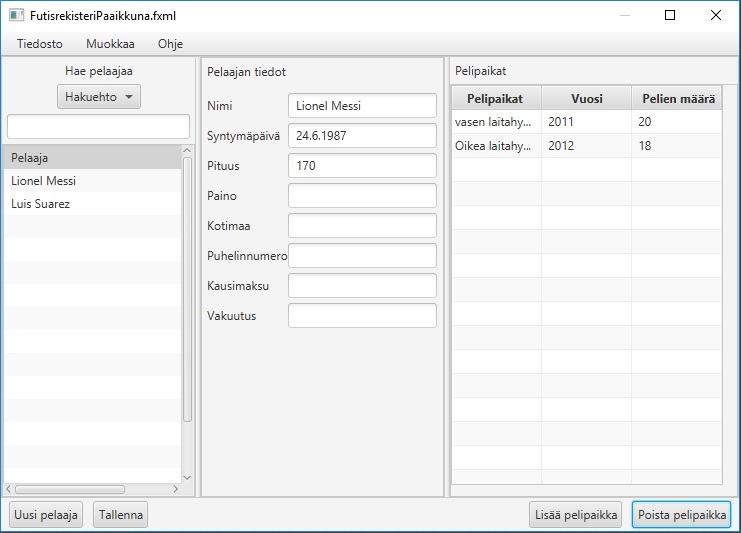 FutisrekisteriPaaikkuna.fxml
Tiedosto Muokkaa Ohje
Hae pelaajaa
Hakuehto
Pelaaja
Lionel Messi
Luis Suarez
Pelaajan tiedot
Nimi Lionel Messi
Syntymäpäivä 24.6.1987
Pituus 170
Paino
Kotimaa
Puhelinnumero
Kausimaksu
Vakuutus
Pelipaikat
Pelipaikat Vuosi Pelien määrä
vasen laitahy... 2011 20
Oikea laitahy... 2012 18
Uusi pelaaja Tallenna Lisää pelipaikka Poista pelipaikka